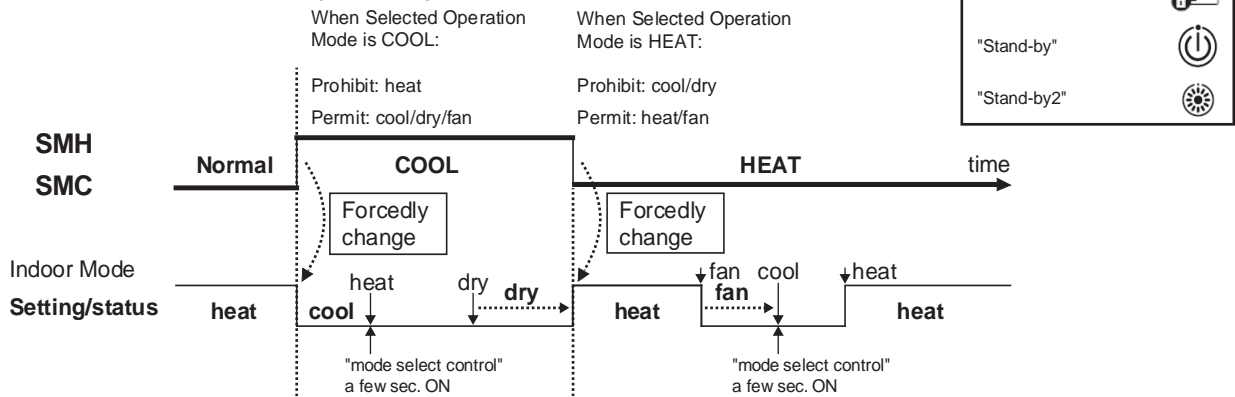 When Selected Operation
Mode is COOL:
Prohibit: heat
Permit: cool/dry/fan
When Selected Operation
Mode is HEAT:
Prohibit: cool/dry
Permit: heat/fan
"Stand-by"
"Stand-by2"
SMH
SMC
Normal
COOL
HEAT
time
Forcedly
change
Forcedly
change
Indoor Mode
Setting/status
heat
cool
heat
dry
dry
heat
fan
fan
cool
heat
heat
"mode select control"
a few sec. ON
"mode select control"
a few sec. ON